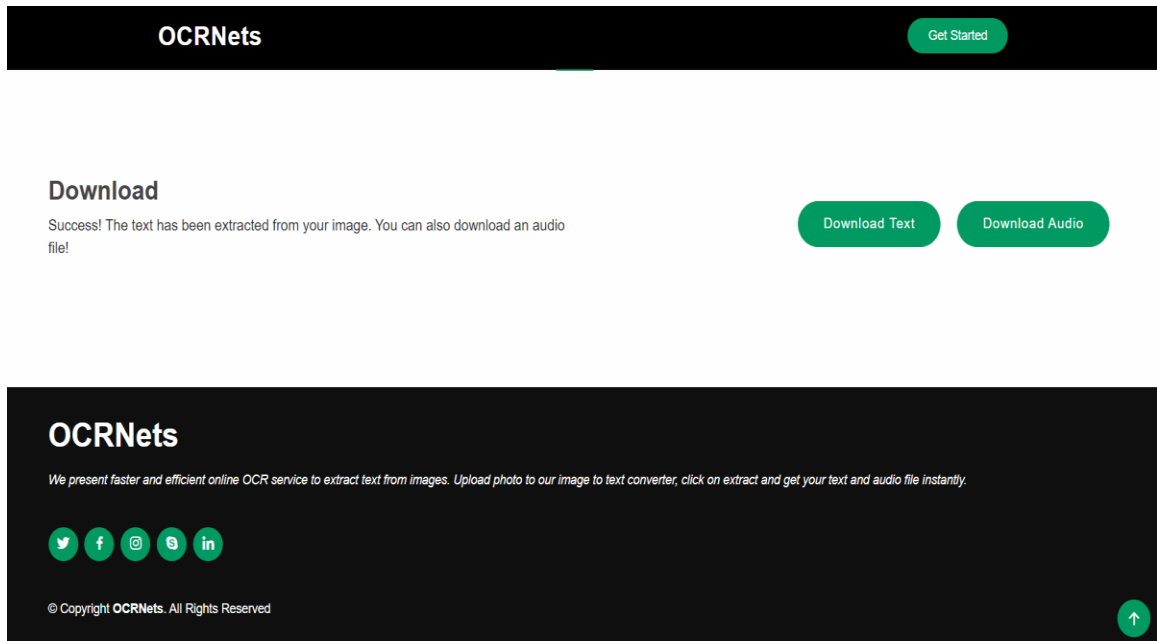 OCRNets
Get Started
Download
Success! The text has been extracted from your image. You can also download an audio
file!
Download Text
Download Audio
OCRNets
We present faster and efficient online OCR service to extract text from images. Upload photo to our image to text converter, click on extract and get your text and audio file instantly.
© Copyright OCRNets. All Rights Reserved